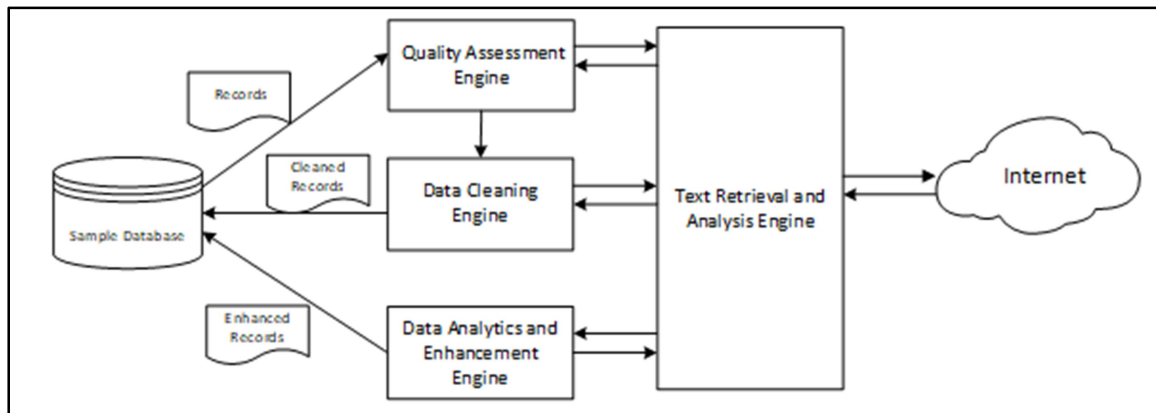 Records
Quality Assessment
Engine
Cleaned
Records
Data Cleaning
Engine
Sample Database
Text Retrieval and
Analysis Engine
Internet
Enhanced
Records
Data Analytics and
Enhancement
Engine